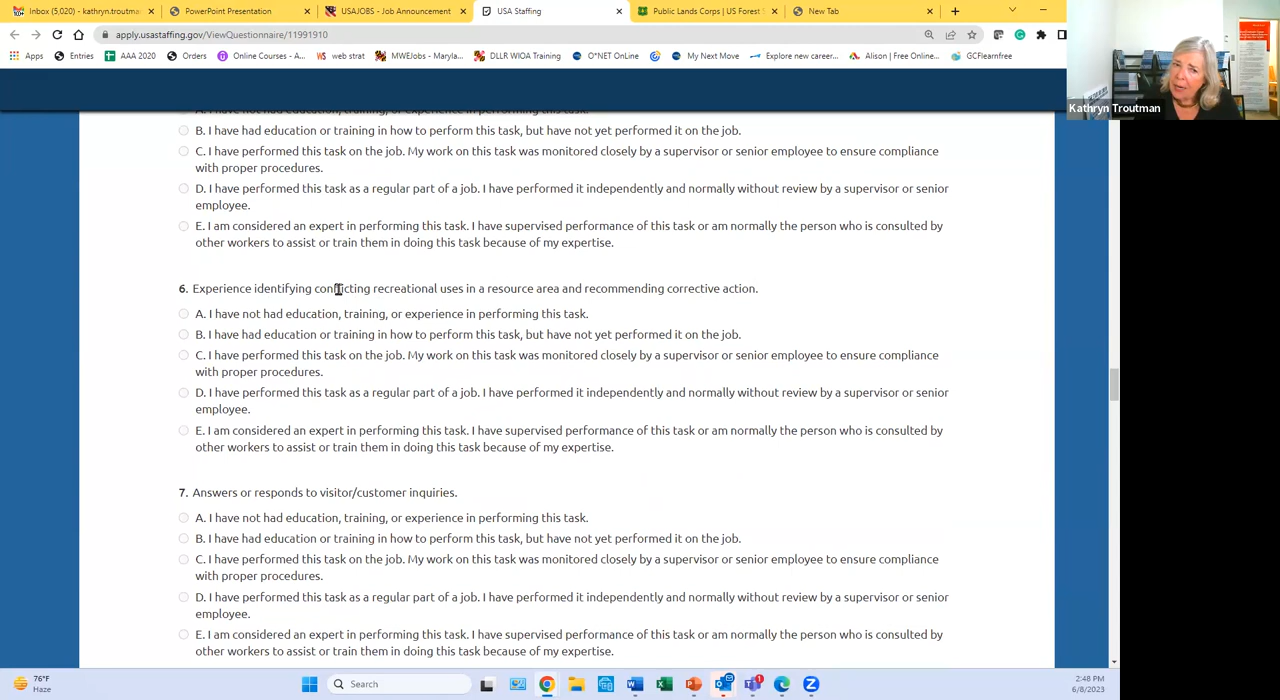 Inbox (5,020) - kathryn.troutma
PowerPoint Presentation
USAJOBS - Job Announcement
USA Staffing
Public Lands Corps | US Forest
New Tab
apply.usastaffing.gov/ViewQuestionnaire/11991910
Apps
Entries
AAA 2020
Orders
Online Courses - A...
web strat
MWEJobs - Maryla...
DLLR WIOA Training
O*NET OnLine
My Next Move
Explore new career...
Alison | Free Online...
GCFlearnfree
Kathryn Troutman
A. I have not had education, training, or experience in performing this task.
B. I have had education or training in how to perform this task, but have not yet performed it on the job.
C. I have performed this task on the job. My work on this task was monitored closely by a supervisor or senior employee to ensure compliance
with proper procedures.
D. I have performed this task as a regular part of a job. I have performed it independently and normally without review by a supervisor or senior
employee.
E. I am considered an expert in performing this task. I have supervised performance of this task or am normally the person who is consulted by
other workers to assist or train them in doing this task because of my expertise.
6. Experience identifying conflicting recreational uses in a resource area and recommending corrective action.
A. I have not had education, training, or experience in performing this task.
B. I have had education or training in how to perform this task, but have not yet performed it on the job.
C. I have performed this task on the job. My work on this task was monitored closely by a supervisor or senior employee to ensure compliance
with proper procedures.
D. I have performed this task as a regular part of a job. I have performed it independently and normally without review by a supervisor or senior
employee.
E. I am considered an expert in performing this task. I have supervised performance of this task or am normally the person who is consulted by
other workers to assist or train them in doing this task because of my expertise.
7. Answers or responds to visitor/customer inquiries.
A. I have not had education, training, or experience in performing this task.
B. I have had education or training in how to perform this task, but have not yet performed it on the job.
C. I have performed this task on the job. My work on this task was monitored closely by a supervisor or senior employee to ensure compliance
with proper procedures.
D. I have performed this task as a regular part of a job. I have performed it independently and normally without review by a supervisor or senior
employee.
E. I am considered an expert in performing this task. I have supervised performance of this task or am normally the person who is consulted by
other workers to assist or train them in doing this task because of my expertise.
76°F
Haze
Search
2:48 PM
6/8/2023